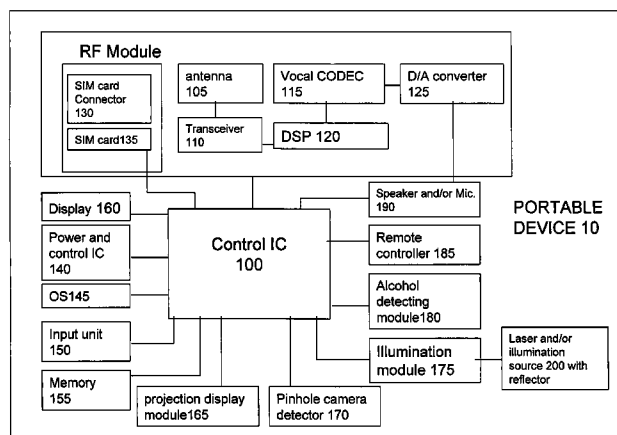 RF Module
SIM card
Connector
130
SIM card135
antenna
105
Transceiver
110
Vocal CODEC
115
DSP 120
D/A converter
125
Display 160
Power and
control IC
140
OS145
Input unit
150
Memory
155
Control IC
100
Speaker and/or Mic.
190
Remote
controller 185
Alcohol
detecting
module180
Illumination
module 175
Laser and/or
illumination
source 200 with
reflector
projection display
module165
Pinhole camera
detector 170
PORTABLE
DEVICE 10